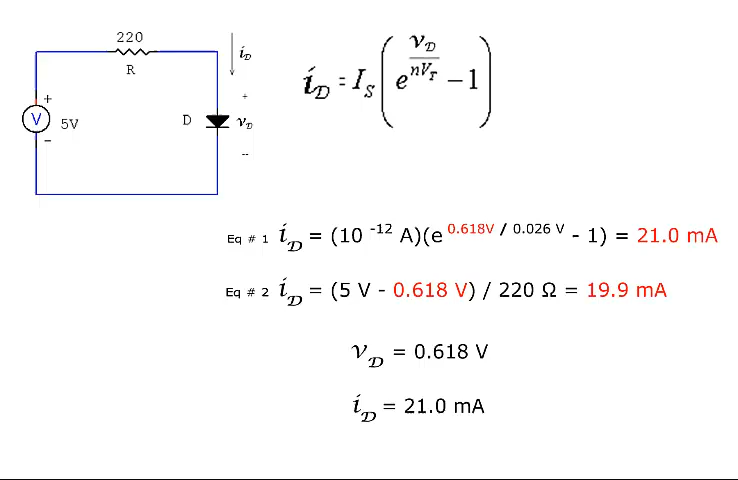 220
R
i_D
+
V
5V
-
D
+
v_D
--
i_D = I_S ( e^(v_D / nV_T) − 1 )
Eq # 1 i_D = (10 ^-12 A)(e ^0.618V / 0.026 V - 1) = 21.0 mA
Eq # 2 i_D = (5 V - 0.618 V) / 220 Ω = 19.9 mA
v_D = 0.618 V
i_D = 21.0 mA